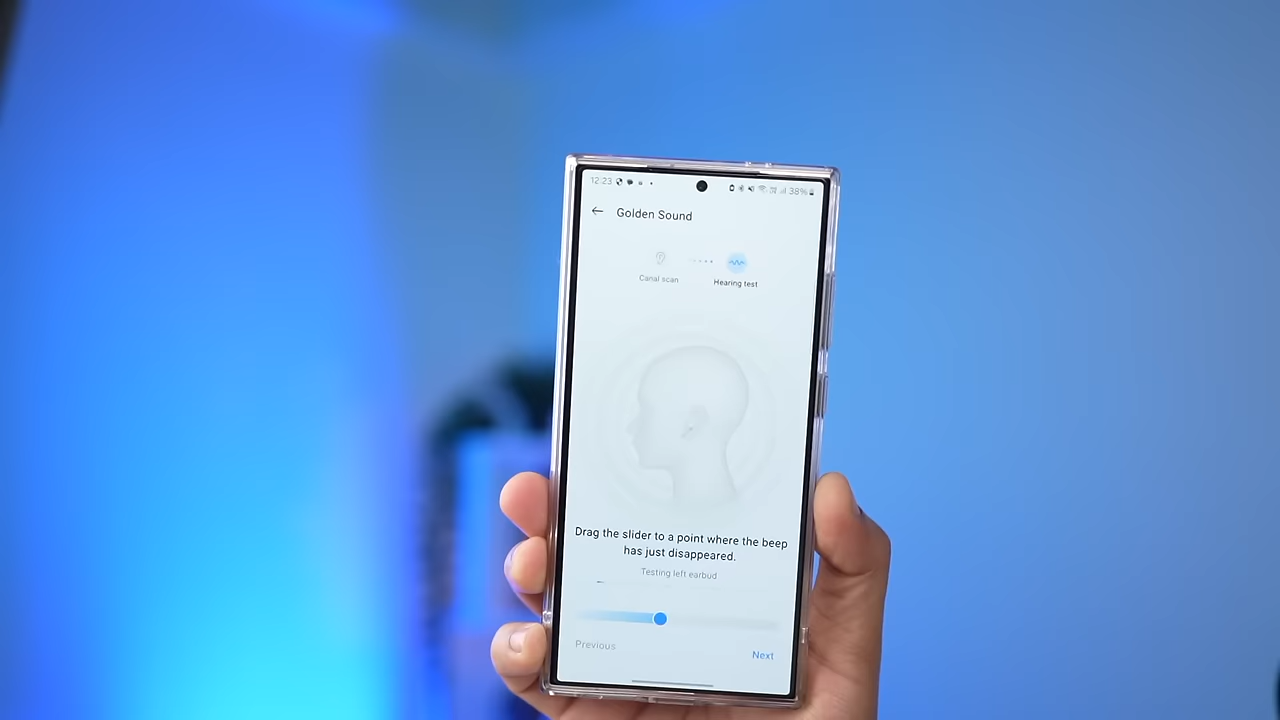 12:23 38%
Golden Sound
Canal scan
Hearing test
Drag the slider to a point where the beep
has just disappeared.
Testing left earbud
Previous
Next